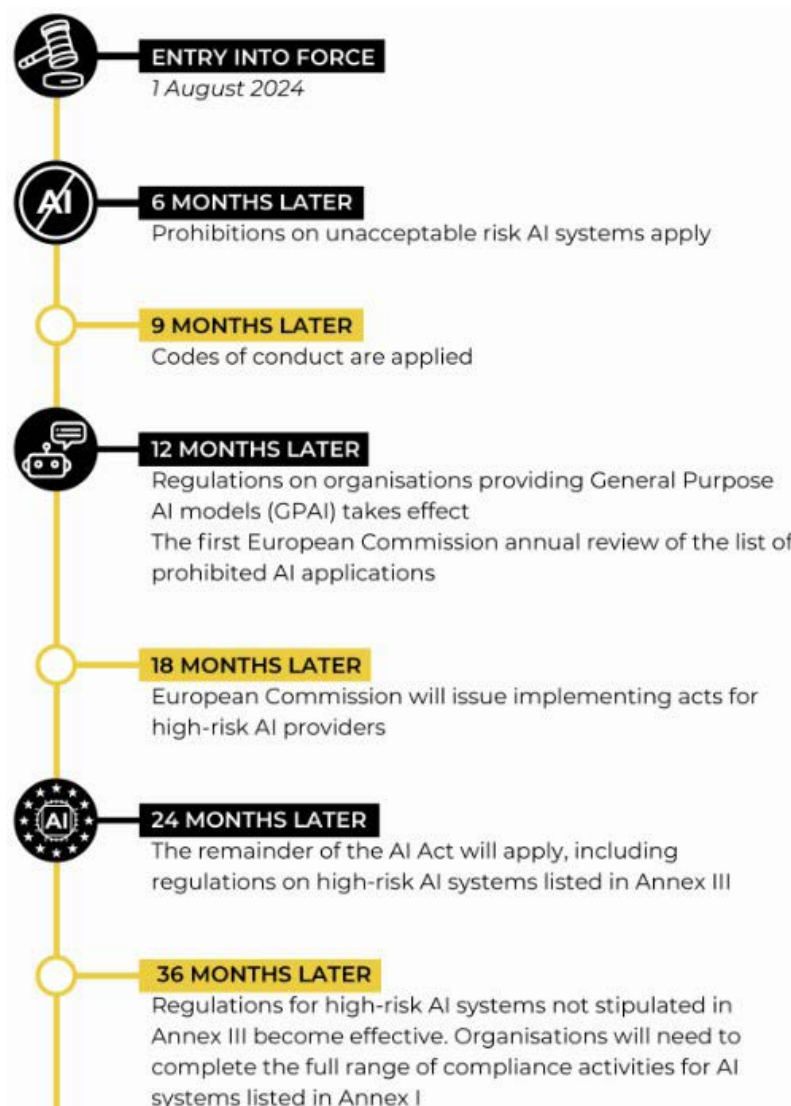 ENTRY INTO FORCE
1 August 2024
AI
6 MONTHS LATER
Prohibitions on unacceptable risk AI systems apply
9 MONTHS LATER
Codes of conduct are applied
12 MONTHS LATER
Regulations on organisations providing General Purpose
AI models (GPAI) takes effect
The first European Commission annual review of the list of
prohibited AI applications
18 MONTHS LATER
European Commission will issue implementing acts for
high-risk AI providers
AI
24 MONTHS LATER
The remainder of the AI Act will apply, including
regulations on high-risk AI systems listed in Annex III
36 MONTHS LATER
Regulations for high-risk AI systems not stipulated in
Annex III become effective. Organisations will need to
complete the full range of compliance activities for AI
systems listed in Annex I